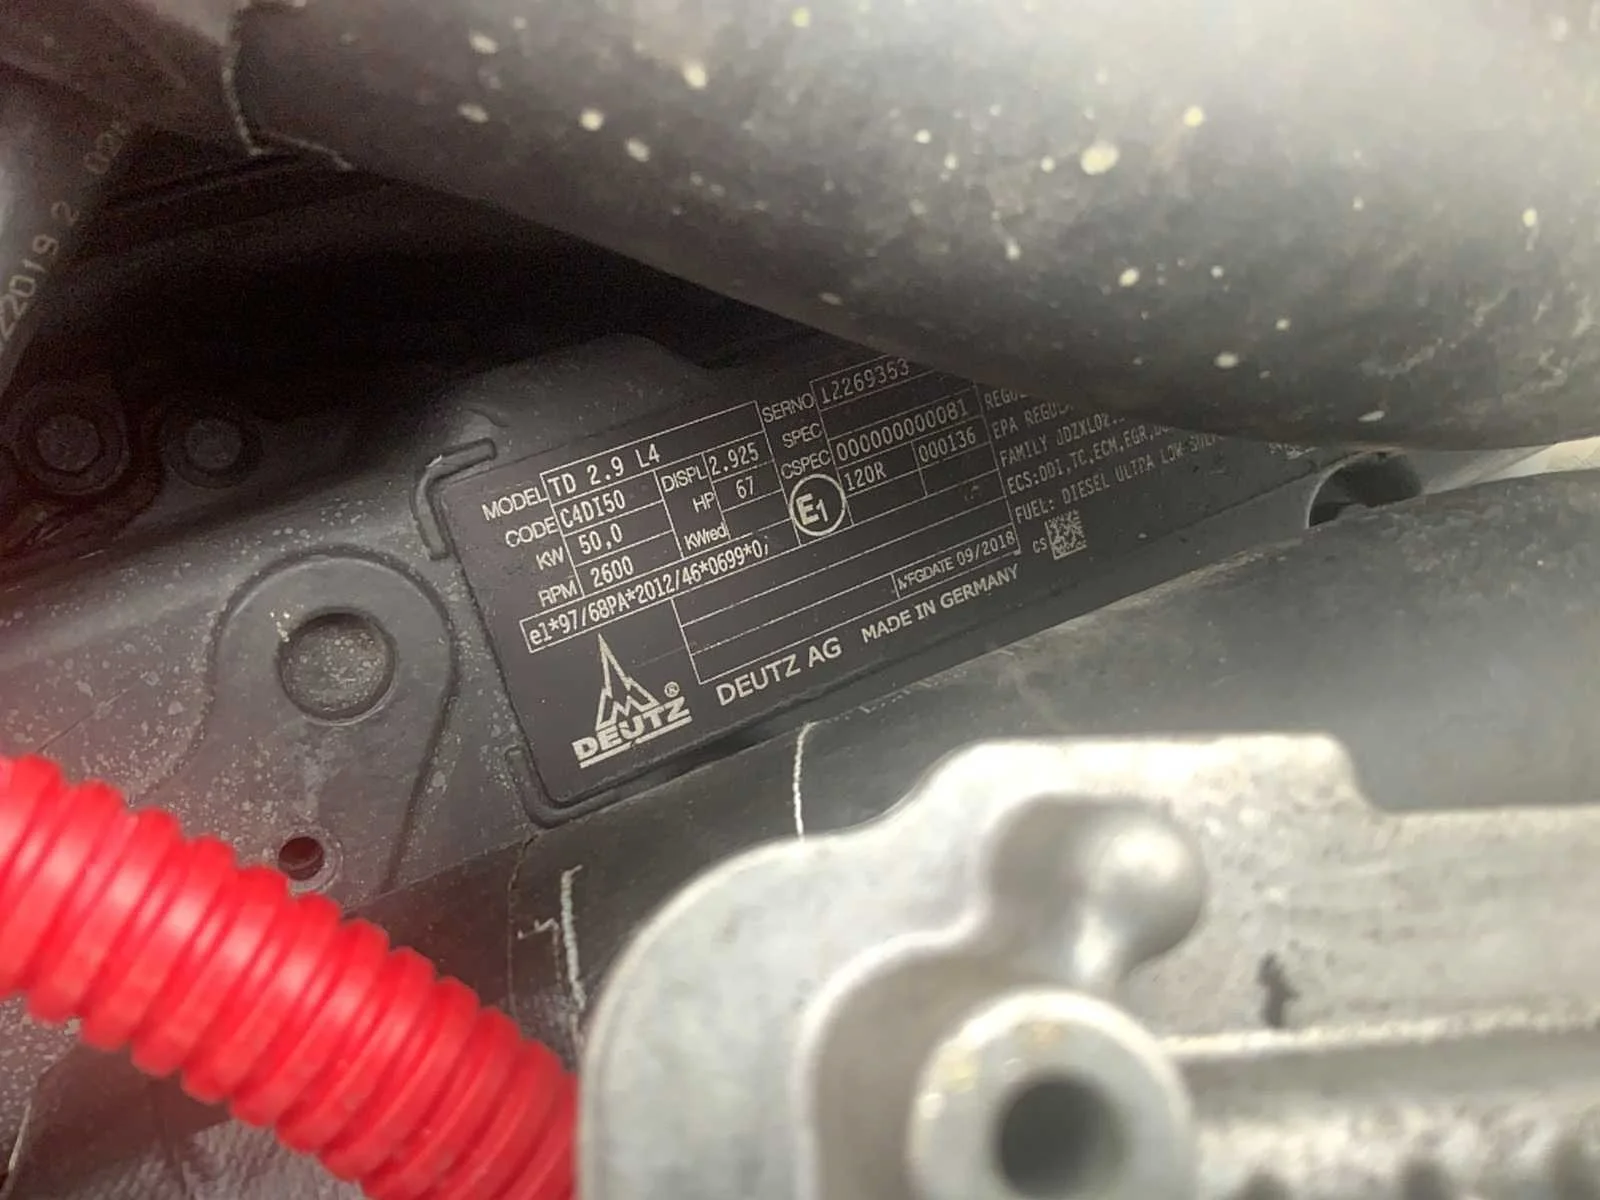 MODEL TD 2.9 L4
CODE C4DI50 DISPL 2.925
KW 50,0 HP 67
RPM 2600 KWred
e1*97/68PA*2012/46*0699*0;
SERNO 12269353
SPEC 000000000081
CSPEC
E1 120R 000136
EPA
FAMILY
ECS:DDI,TC,ECM,EGR,
FUEL: DIESEL ULTRA LOW
CS
MFGDATE 09/2018
DEUTZ®
DEUTZ AG MADE IN GERMANY
22019 2